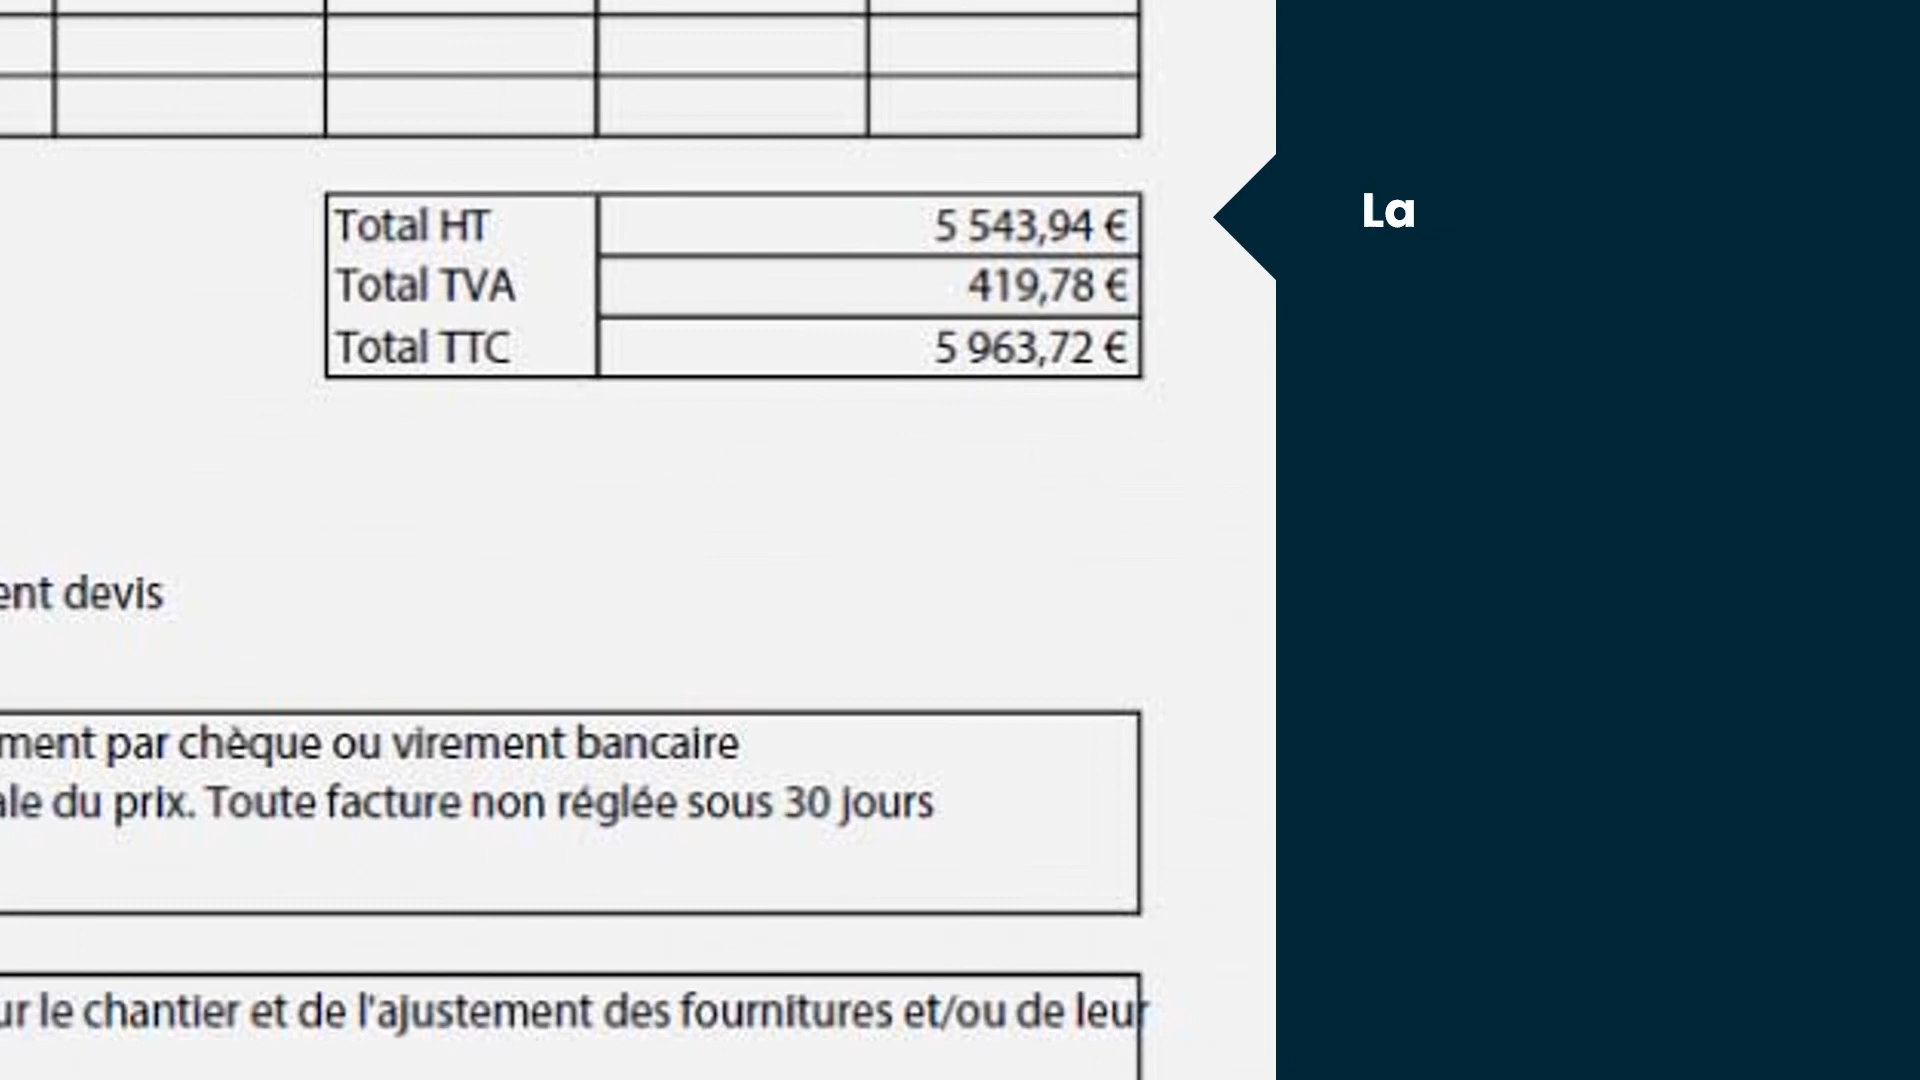 Total HT 5 543,94 €
La
Total TVA 419,78 €
Total TTC 5 963,72 €
ent devis
ment par chèque ou virement bancaire
ale du prix. Toute facture non réglée sous 30 jours
ur le chantier et de l'ajustement des fournitures et/ou de leur